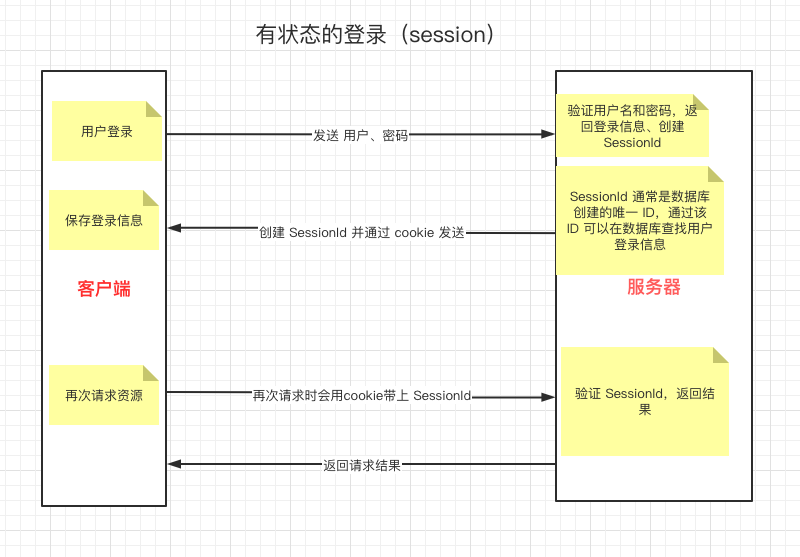 有状态的登录（session）
用户登录
发送 用户、密码
验证用户名和密码，返
回登录信息、创建
SessionId
保存登录信息
创建 SessionId 并通过 cookie 发送
SessionId 通常是数据库
创建的唯一 ID，通过该
ID 可以在数据库查找用户
登录信息
客户端
服务器
再次请求资源
再次请求时会用cookie带上 SessionId
验证 SessionId，返回结
果
返回请求结果